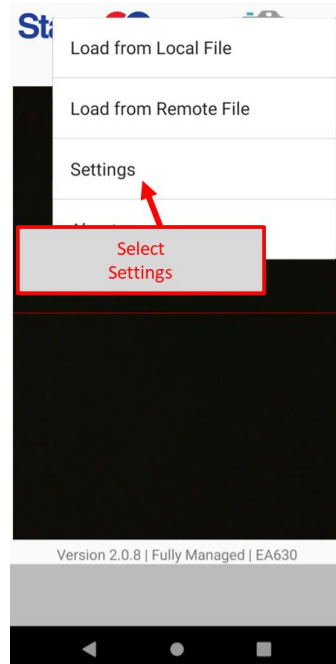 Load from Local File
Load from Remote File
Settings
Select
Settings
Version 2.0.8 | Fully Managed | EA630